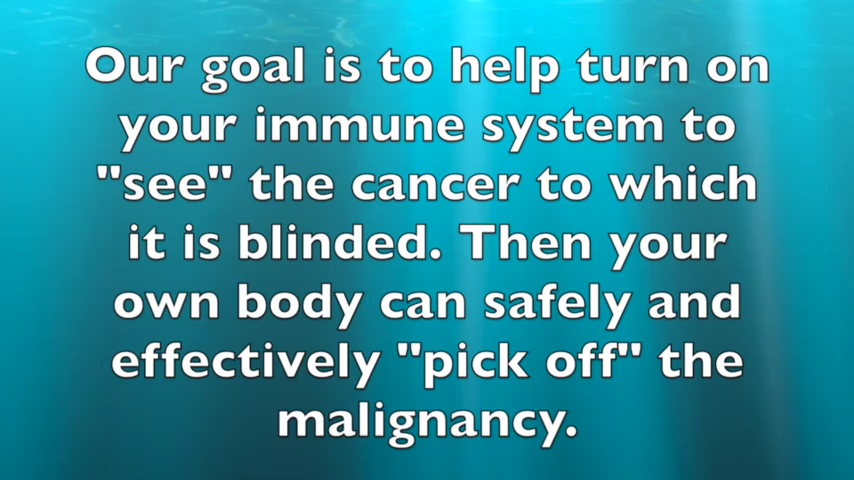 Our goal is to help turn on
your immune system to
"see" the cancer to which
it is blinded. Then your
own body can safely and
effectively "pick off" the
malignancy.